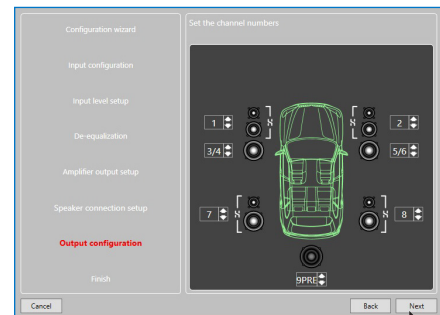 Configuration wizard
Input configuration
Input level setup
De-equalization
Amplifier output setup
Speaker connection setup
Output configuration
Finish
Set the channel numbers
1
2
3/4
5/6
7
8
9PRE
Cancel
Back
Next